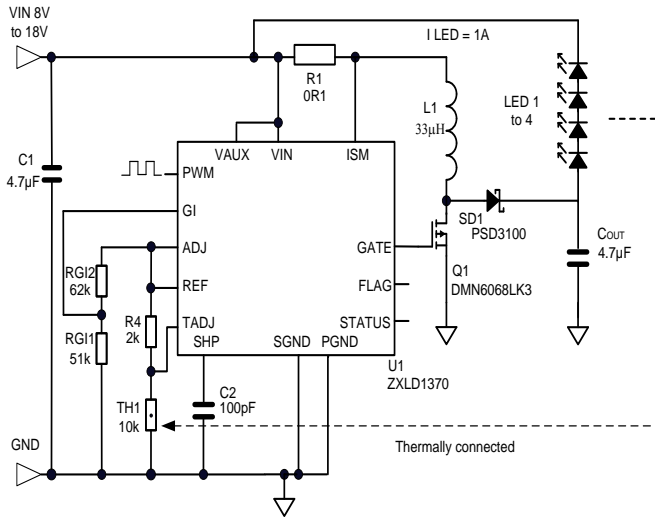 VIN 8V
to 18V
I LED = 1A
R1
0R1
L1
33µH
LED 1
to 4
C1
4.7µF
VAUX
VIN
ISM
PWM
GI
ADJ
GATE
SD1
PSD3100
COUT
4.7µF
RGI2
62k
REF
FLAG
Q1
DMN6068LK3
R4
2k
TADJ
STATUS
RGI1
51k
SHP
SGND
PGND
U1
ZXLD1370
TH1
10k
C2
100pF
GND
Thermally connected